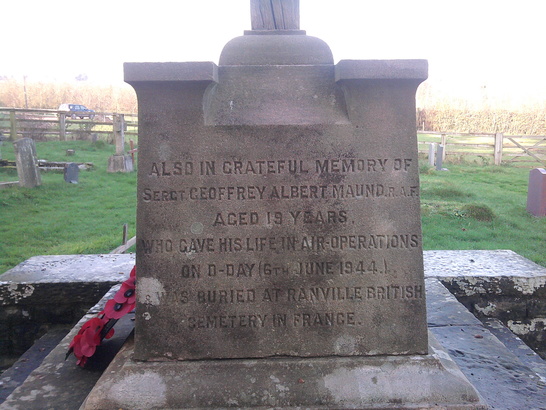 ALSO IN GRATEFUL MEMORY OF
SERGT. GEOFFREY ALBERT MAUND. R.A.F.
AGED 19 YEARS.
WHO GAVE HIS LIFE IN AIR-OPERATIONS
ON D-DAY (6TH JUNE 1944.)
& WAS BURIED AT RANVILLE BRITISH
CEMETERY IN FRANCE.